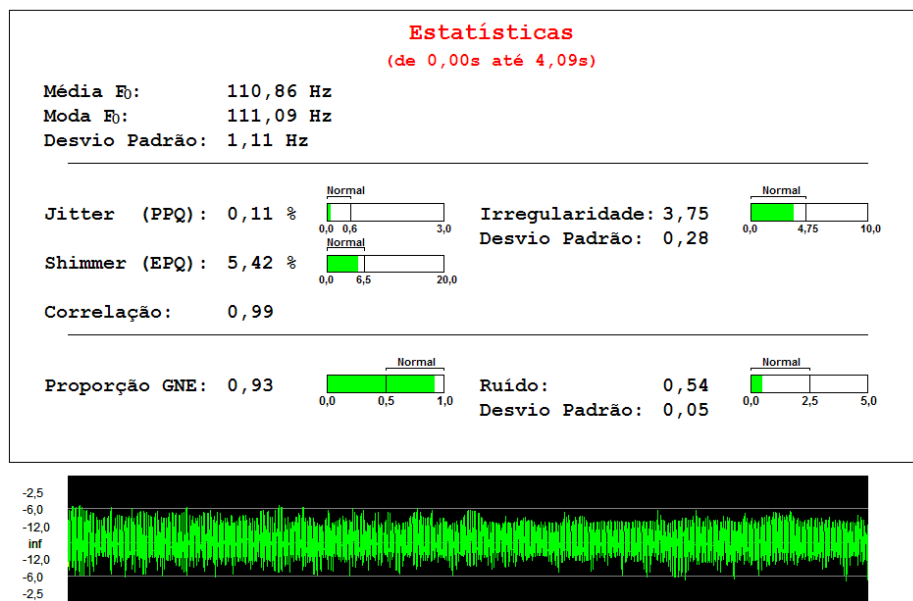 Estatísticas
(de 0,00s até 4,09s)
Média F0: 110,86 Hz
Moda F0: 111,09 Hz
Desvio Padrão: 1,11 Hz
Normal
Normal
Jitter (PPQ): 0,11 %
0,0 0,6 3,0
Irregularidade: 3,75
0,0 4,75 10,0
Desvio Padrão: 0,28
Normal
Shimmer (EPQ): 5,42 %
0,0 6,5 20,0
Correlação: 0,99
Normal
Normal
Proporção GNE: 0,93
0,0 0,5 1,0
Ruído: 0,54
0,0 2,5 5,0
Desvio Padrão: 0,05
-2,5
-6,0
-12,0
inf
-12,0
-6,0
-2,5